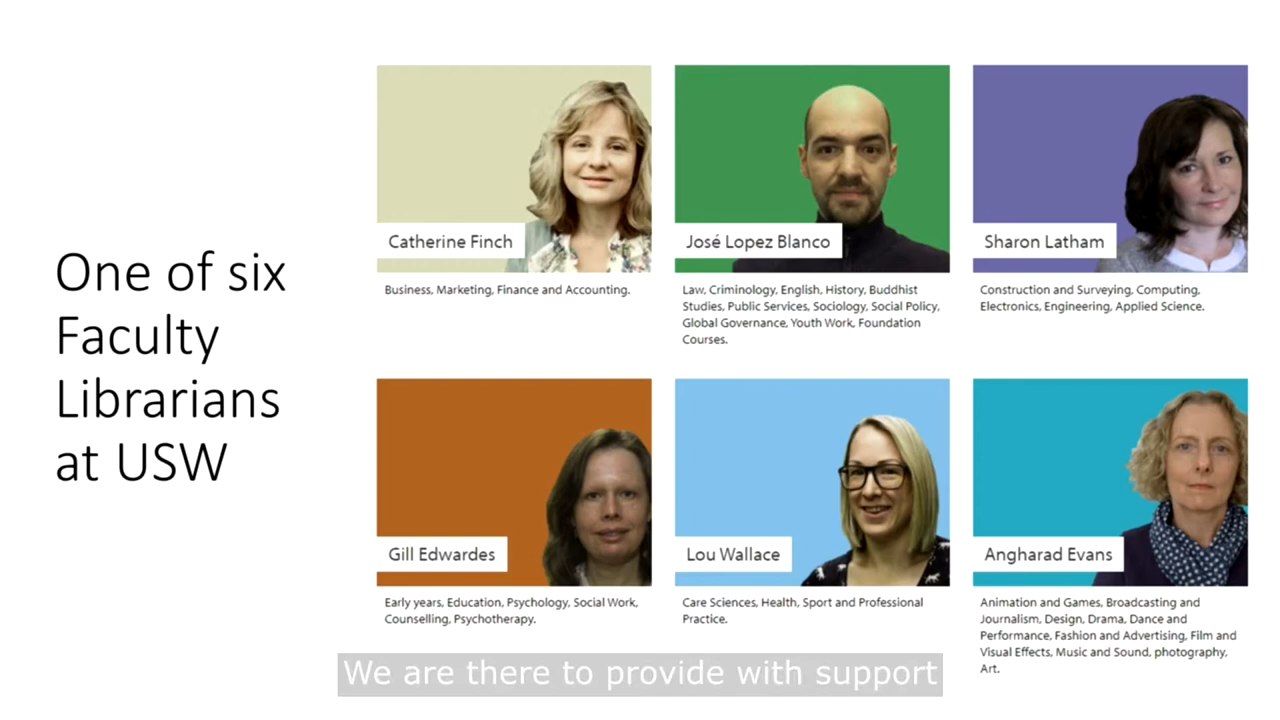 One of six
Faculty
Librarians
at USW
Catherine Finch
Business, Marketing, Finance and Accounting.
José Lopez Blanco
Law, Criminology, English, History, Buddhist
Studies, Public Services, Sociology, Social Policy,
Global Governance, Youth Work, Foundation
Courses.
Sharon Latham
Construction and Surveying, Computing,
Electronics, Engineering, Applied Science.
Gill Edwardes
Early years, Education, Psychology, Social Work,
Counselling, Psychotherapy.
Lou Wallace
Care Sciences, Health, Sport and Professional
Practice.
Angharad Evans
Animation and Games, Broadcasting and
Journalism, Design, Drama, Dance and
Performance, Fashion and Advertising, Film and
Visual Effects, Music and Sound, photography,
Art.
We are there to provide with support